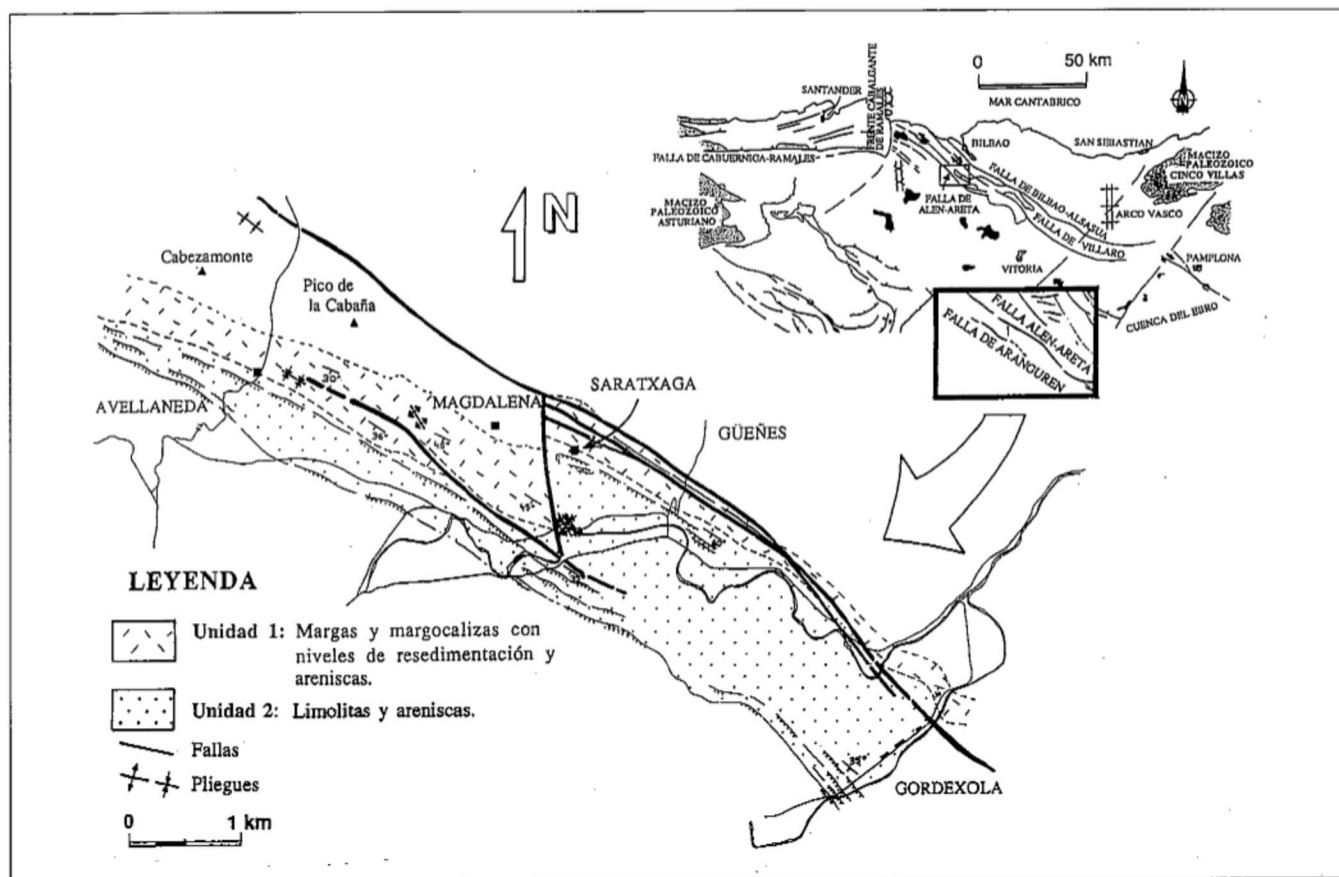 0 50 km
MAR CANTABRICO
SANTANDER
FRENTE CABALGANTE
DE RAMALES
BILBAO
SAN SEBASTIAN
FALLA DE CABUERNIGA-RAMALES
MACIZO
PALEOZOICO
CINCO VILLAS
FALLA DE BILBAO-ALSASUA
FALLA DE
ALEN-ARETA
MACIZO
PALEOZOICO
ASTURIANO
ARCO VASCO
FALLA DE VILLARO
VITORIA
PAMPLONA
CUENCA DEL EBRO
FALLA ALEN-ARETA
FALLA DE ARANGUREN
N
Cabezamonte
Pico de
la Cabaña
SARATXAGA
AVELLANEDA
MAGDALENA
GÜEÑES
30°
36°
35°
GORDEXOLA
LEYENDA
Unidad 1: Margas y margocalizas con
niveles de resedimentación y
areniscas.
Unidad 2: Limolitas y areniscas.
Fallas
Pliegues
0 1 km